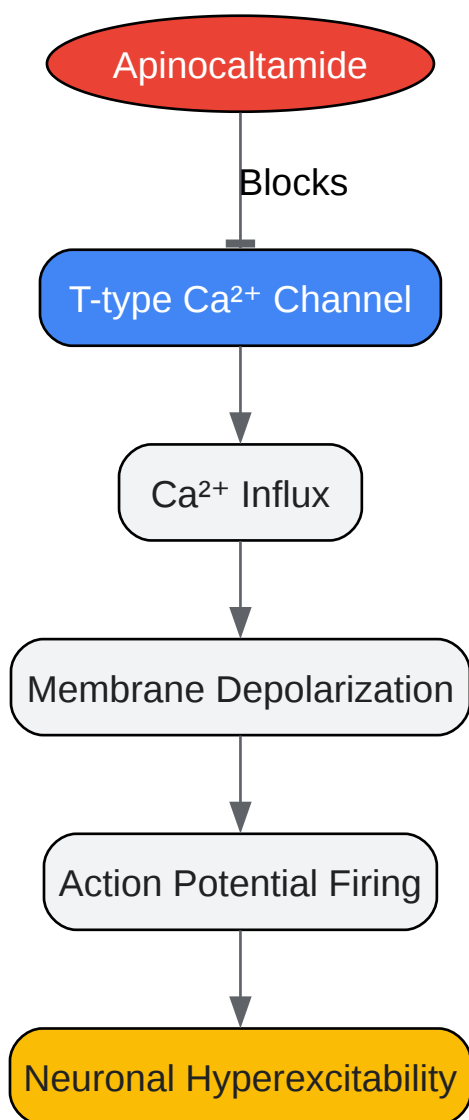 Apinocaltamide
Blocks
T-type Ca²⁺ Channel
Ca²⁺ Influx
Membrane Depolarization
Action Potential Firing
Neuronal Hyperexcitability